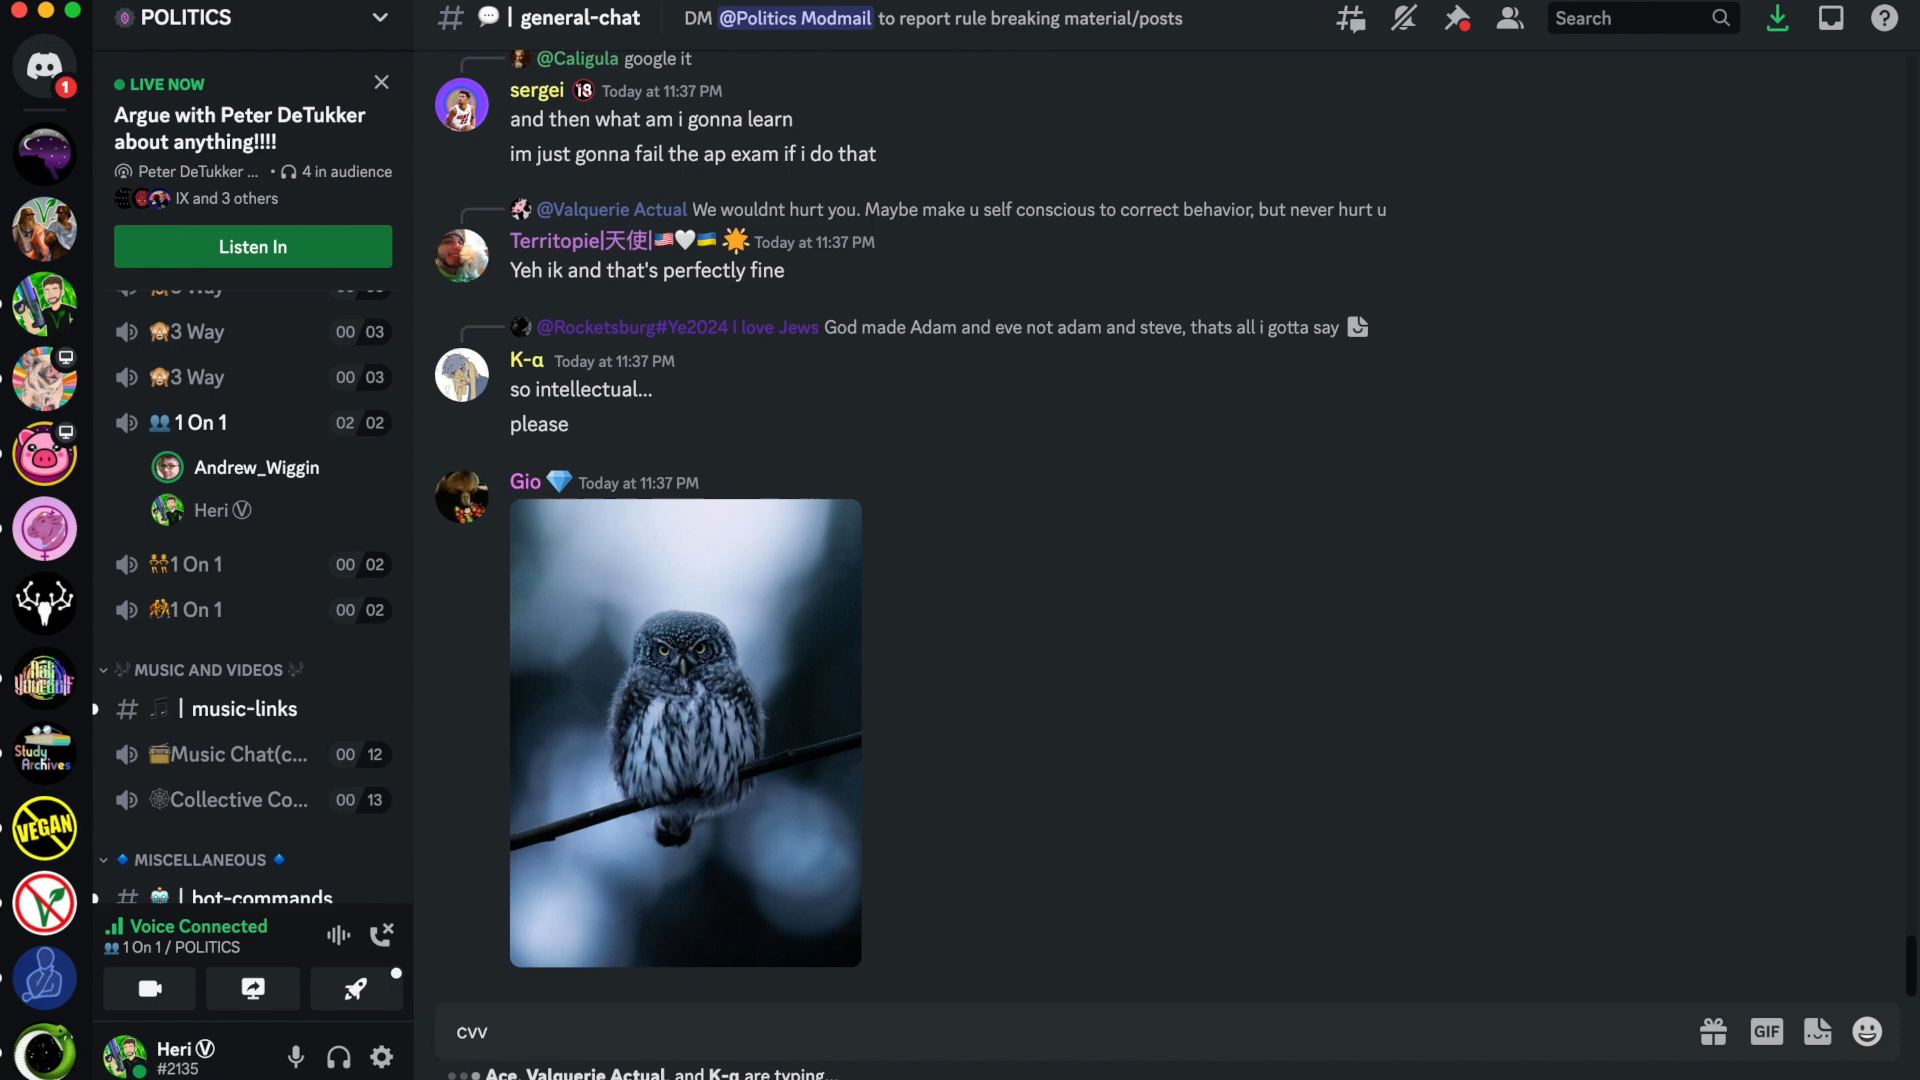 POLITICS
LIVE NOW
Argue with Peter DeTukker
about anything!!!!
Peter DeTukker ... • 4 in audience
IX and 3 others
Listen In
3 Way
3 Way 00 03
3 Way 00 03
1 On 1 02 02
Andrew_Wiggin
Heri Ⓥ
1 On 1 00 02
1 On 1 00 02
MUSIC AND VIDEOS
# 🎵 | music-links
Music Chat(c... 00 12
🕸Collective Co... 00 13
🔹 MISCELLANEOUS 🔹
# 🤖 | bot-commands
Voice Connected
1 On 1 / POLITICS
Heri Ⓥ
#2135
1
Ask
Yourself
Study
Archives
VEGAN
# 💬 | general-chat
DM @Politics Modmail to report rule breaking material/posts
Search
@Caligula google it
sergei 🔞 Today at 11:37 PM
and then what am i gonna learn
im just gonna fail the ap exam if i do that
@Valquerie Actual We wouldnt hurt you. Maybe make u self conscious to correct behavior, but never hurt u
Territopie|天使|🇺🇸🤍🇺🇦 Today at 11:37 PM
Yeh ik and that's perfectly fine
@Rocketsburg#Ye2024 I love Jews God made Adam and eve not adam and steve, thats all i gotta say
K-α Today at 11:37 PM
so intellectual...
please
Gio 💎 Today at 11:37 PM
cvv
GIF
Ace, Valquerie Actual, and K-α are typing...